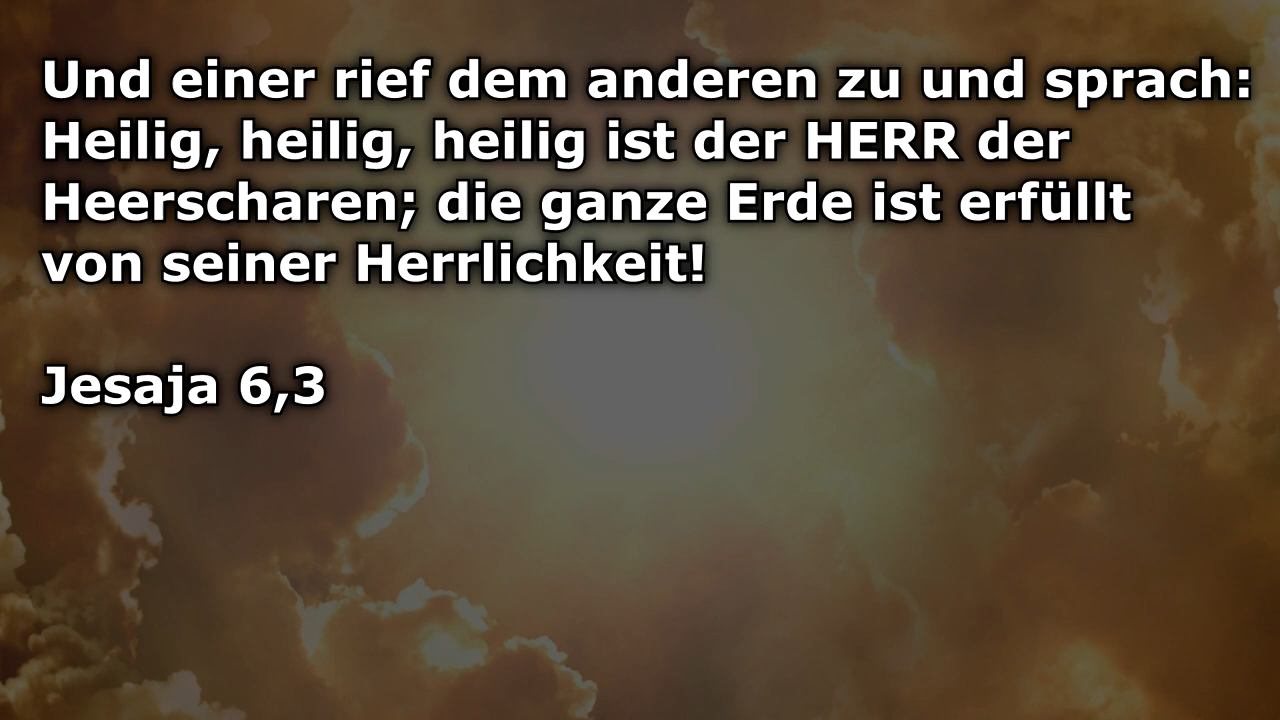 Und einer rief dem anderen zu und sprach:
Heilig, heilig, heilig ist der HERR der
Heerscharen; die ganze Erde ist erfüllt
von seiner Herrlichkeit!
Jesaja 6,3